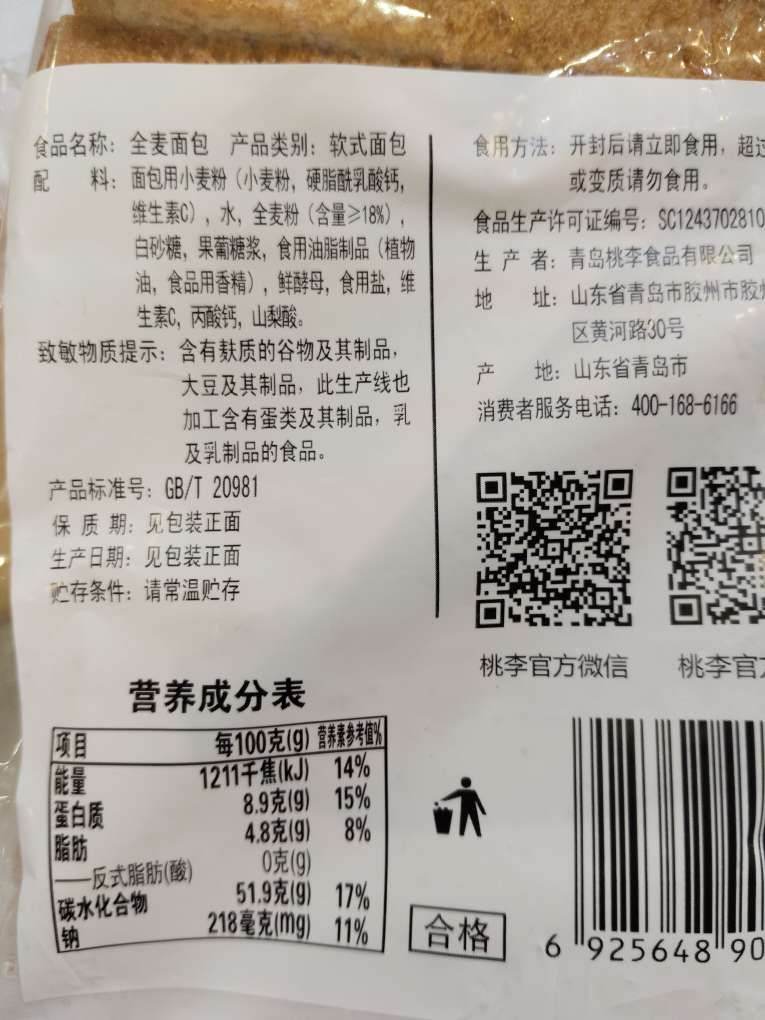 食品名称：全麦面包 产品类别：软式面包
配 料：面包用小麦粉（小麦粉，硬脂酰乳酸钙，
维生素C），水，全麦粉（含量≥18%），
白砂糖，果葡糖浆，食用油脂制品（植物
油，食品用香精），鲜酵母，食用盐，维
生素C，丙酸钙，山梨酸。
致敏物质提示：含有麸质的谷物及其制品，
大豆及其制品，此生产线也
加工含有蛋类及其制品，乳
及乳制品的食品。
产品标准号：GB/T 20981
保 质 期：见包装正面
生产日期：见包装正面
贮存条件：请常温贮存
食用方法：开封后请立即食用，超过
或变质请勿食用。
食品生产许可证编号：SC1243702810
生 产 者：青岛桃李食品有限公司
地 址：山东省青岛市胶州市胶州
区黄河路30号
产 地：山东省青岛市
消费者服务电话：400-168-6166
桃李官方微信
桃李官方
营养成分表
项目 每100克(g) 营养素参考值%
能量 1211千焦(kJ) 14%
蛋白质 8.9克(g) 15%
脂肪 4.8克(g) 8%
——反式脂肪(酸) 0克(g)
碳水化合物 51.9克(g) 17%
钠 218毫克(mg) 11%
合格
6 925648 90